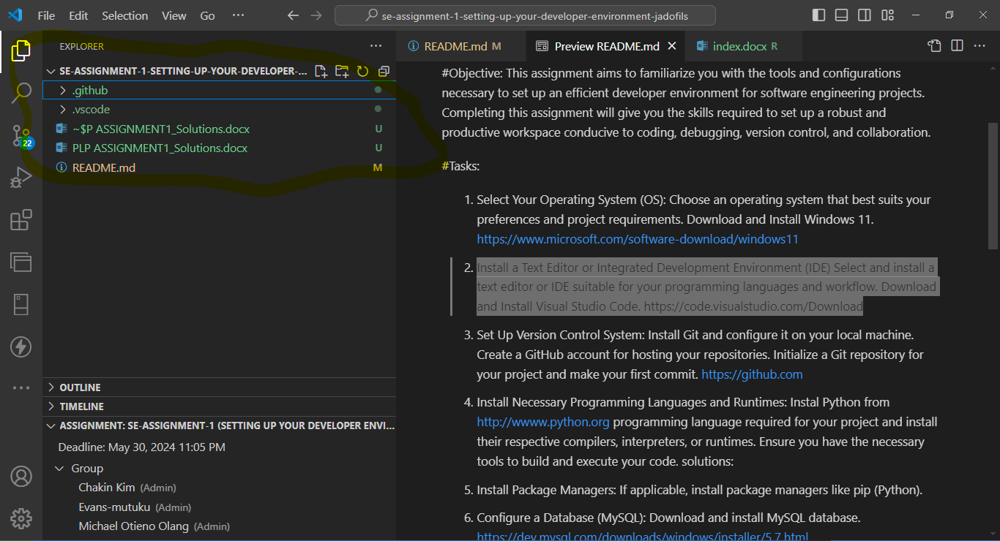 File Edit Selection View Go ···
se-assignment-1-setting-up-your-developer-environment-jadofils
EXPLORER
SE-ASSIGNMENT-1-SETTING-UP-YOUR-DEVELOPER-...
.github
.vscode
~$P ASSIGNMENT1_Solutions.docx U
PLP ASSIGNMENT1_Solutions.docx U
README.md M
22
OUTLINE
TIMELINE
ASSIGNMENT: SE-ASSIGNMENT-1 (SETTING UP YOUR DEVELOPER ENVI...
Deadline: May 30, 2024 11:05 PM
Group
Chakin Kim (Admin)
Evans-mutuku (Admin)
Michael Otieno Olang (Admin)
README.md M
Preview README.md
index.docx R
#Objective: This assignment aims to familiarize you with the tools and configurations
necessary to set up an efficient developer environment for software engineering projects.
Completing this assignment will give you the skills required to set up a robust and
productive workspace conducive to coding, debugging, version control, and collaboration.
#Tasks:
1. Select Your Operating System (OS): Choose an operating system that best suits your
preferences and project requirements. Download and Install Windows 11.
https://www.microsoft.com/software-download/windows11
2. Install a Text Editor or Integrated Development Environment (IDE) Select and install a
text editor or IDE suitable for your programming languages and workflow. Download
and Install Visual Studio Code. https://code.visualstudio.com/Download
3. Set Up Version Control System: Install Git and configure it on your local machine.
Create a GitHub account for hosting your repositories. Initialize a Git repository for
your project and make your first commit. https://github.com
4. Install Necessary Programming Languages and Runtimes: Instal Python from
http://wwww.python.org programming language required for your project and install
their respective compilers, interpreters, or runtimes. Ensure you have the necessary
tools to build and execute your code. solutions:
5. Install Package Managers: If applicable, install package managers like pip (Python).
6. Configure a Database (MySQL): Download and install MySQL database.
https://dev.mysql.com/downloads/windows/installer/5.7.html